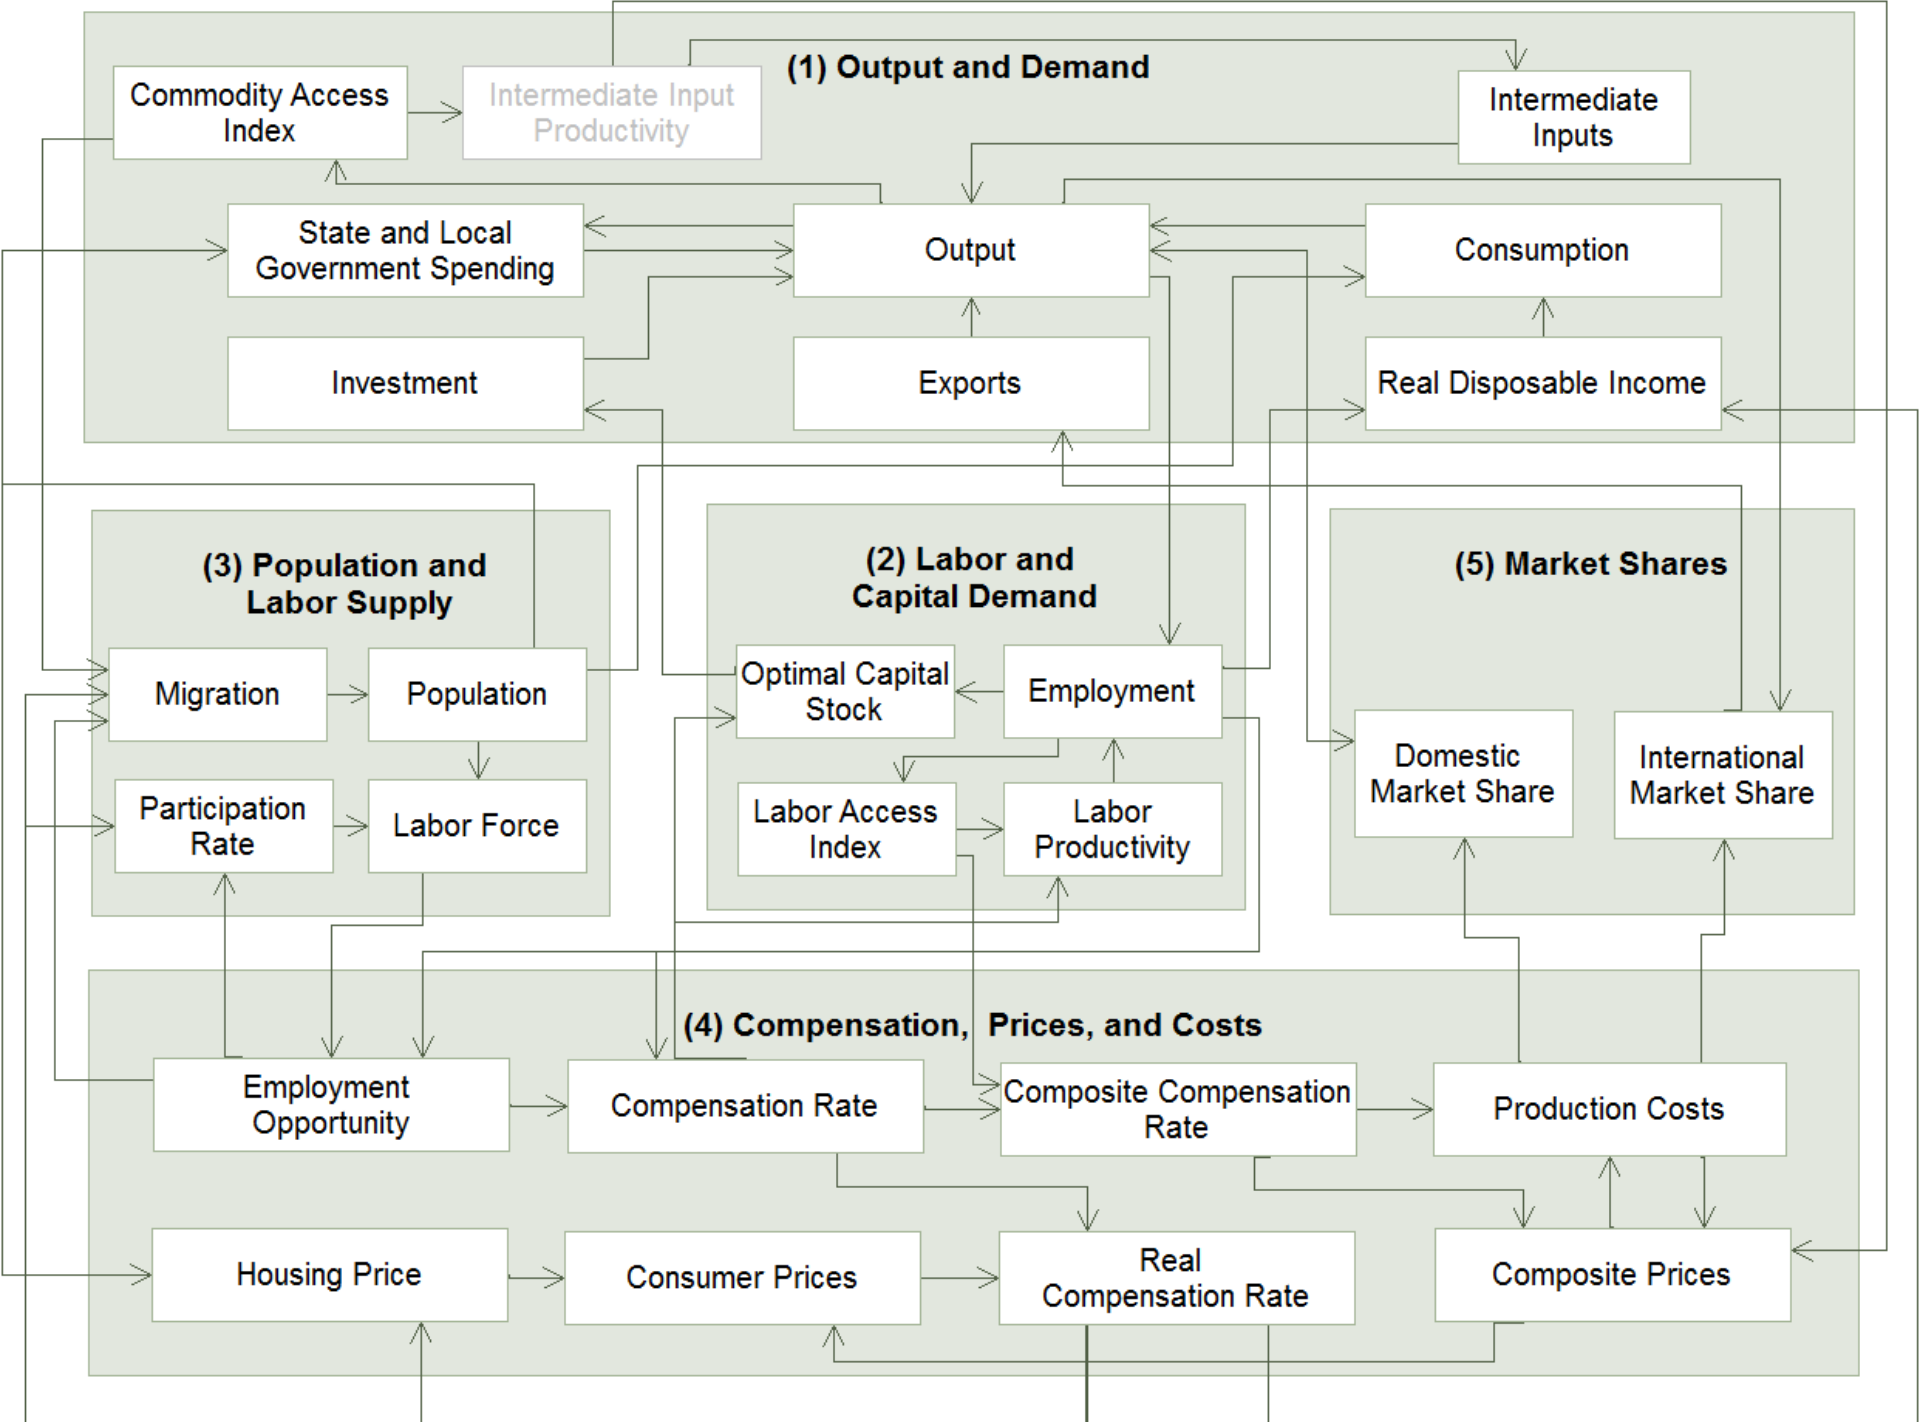 (1) Output and Demand
Commodity Access
Index
Intermediate Input
Productivity
Intermediate
Inputs
State and Local
Government Spending
Output
Consumption
Investment
Exports
Real Disposable Income
(3) Population and
Labor Supply
Migration
Population
Participation
Rate
Labor Force
(2) Labor and
Capital Demand
Optimal Capital
Stock
Employment
Labor Access
Index
Labor
Productivity
(5) Market Shares
Domestic
Market Share
International
Market Share
(4) Compensation,  Prices, and Costs
Employment
Opportunity
Compensation Rate
Composite Compensation
Rate
Production Costs
Housing Price
Consumer Prices
Real
Compensation Rate
Composite Prices